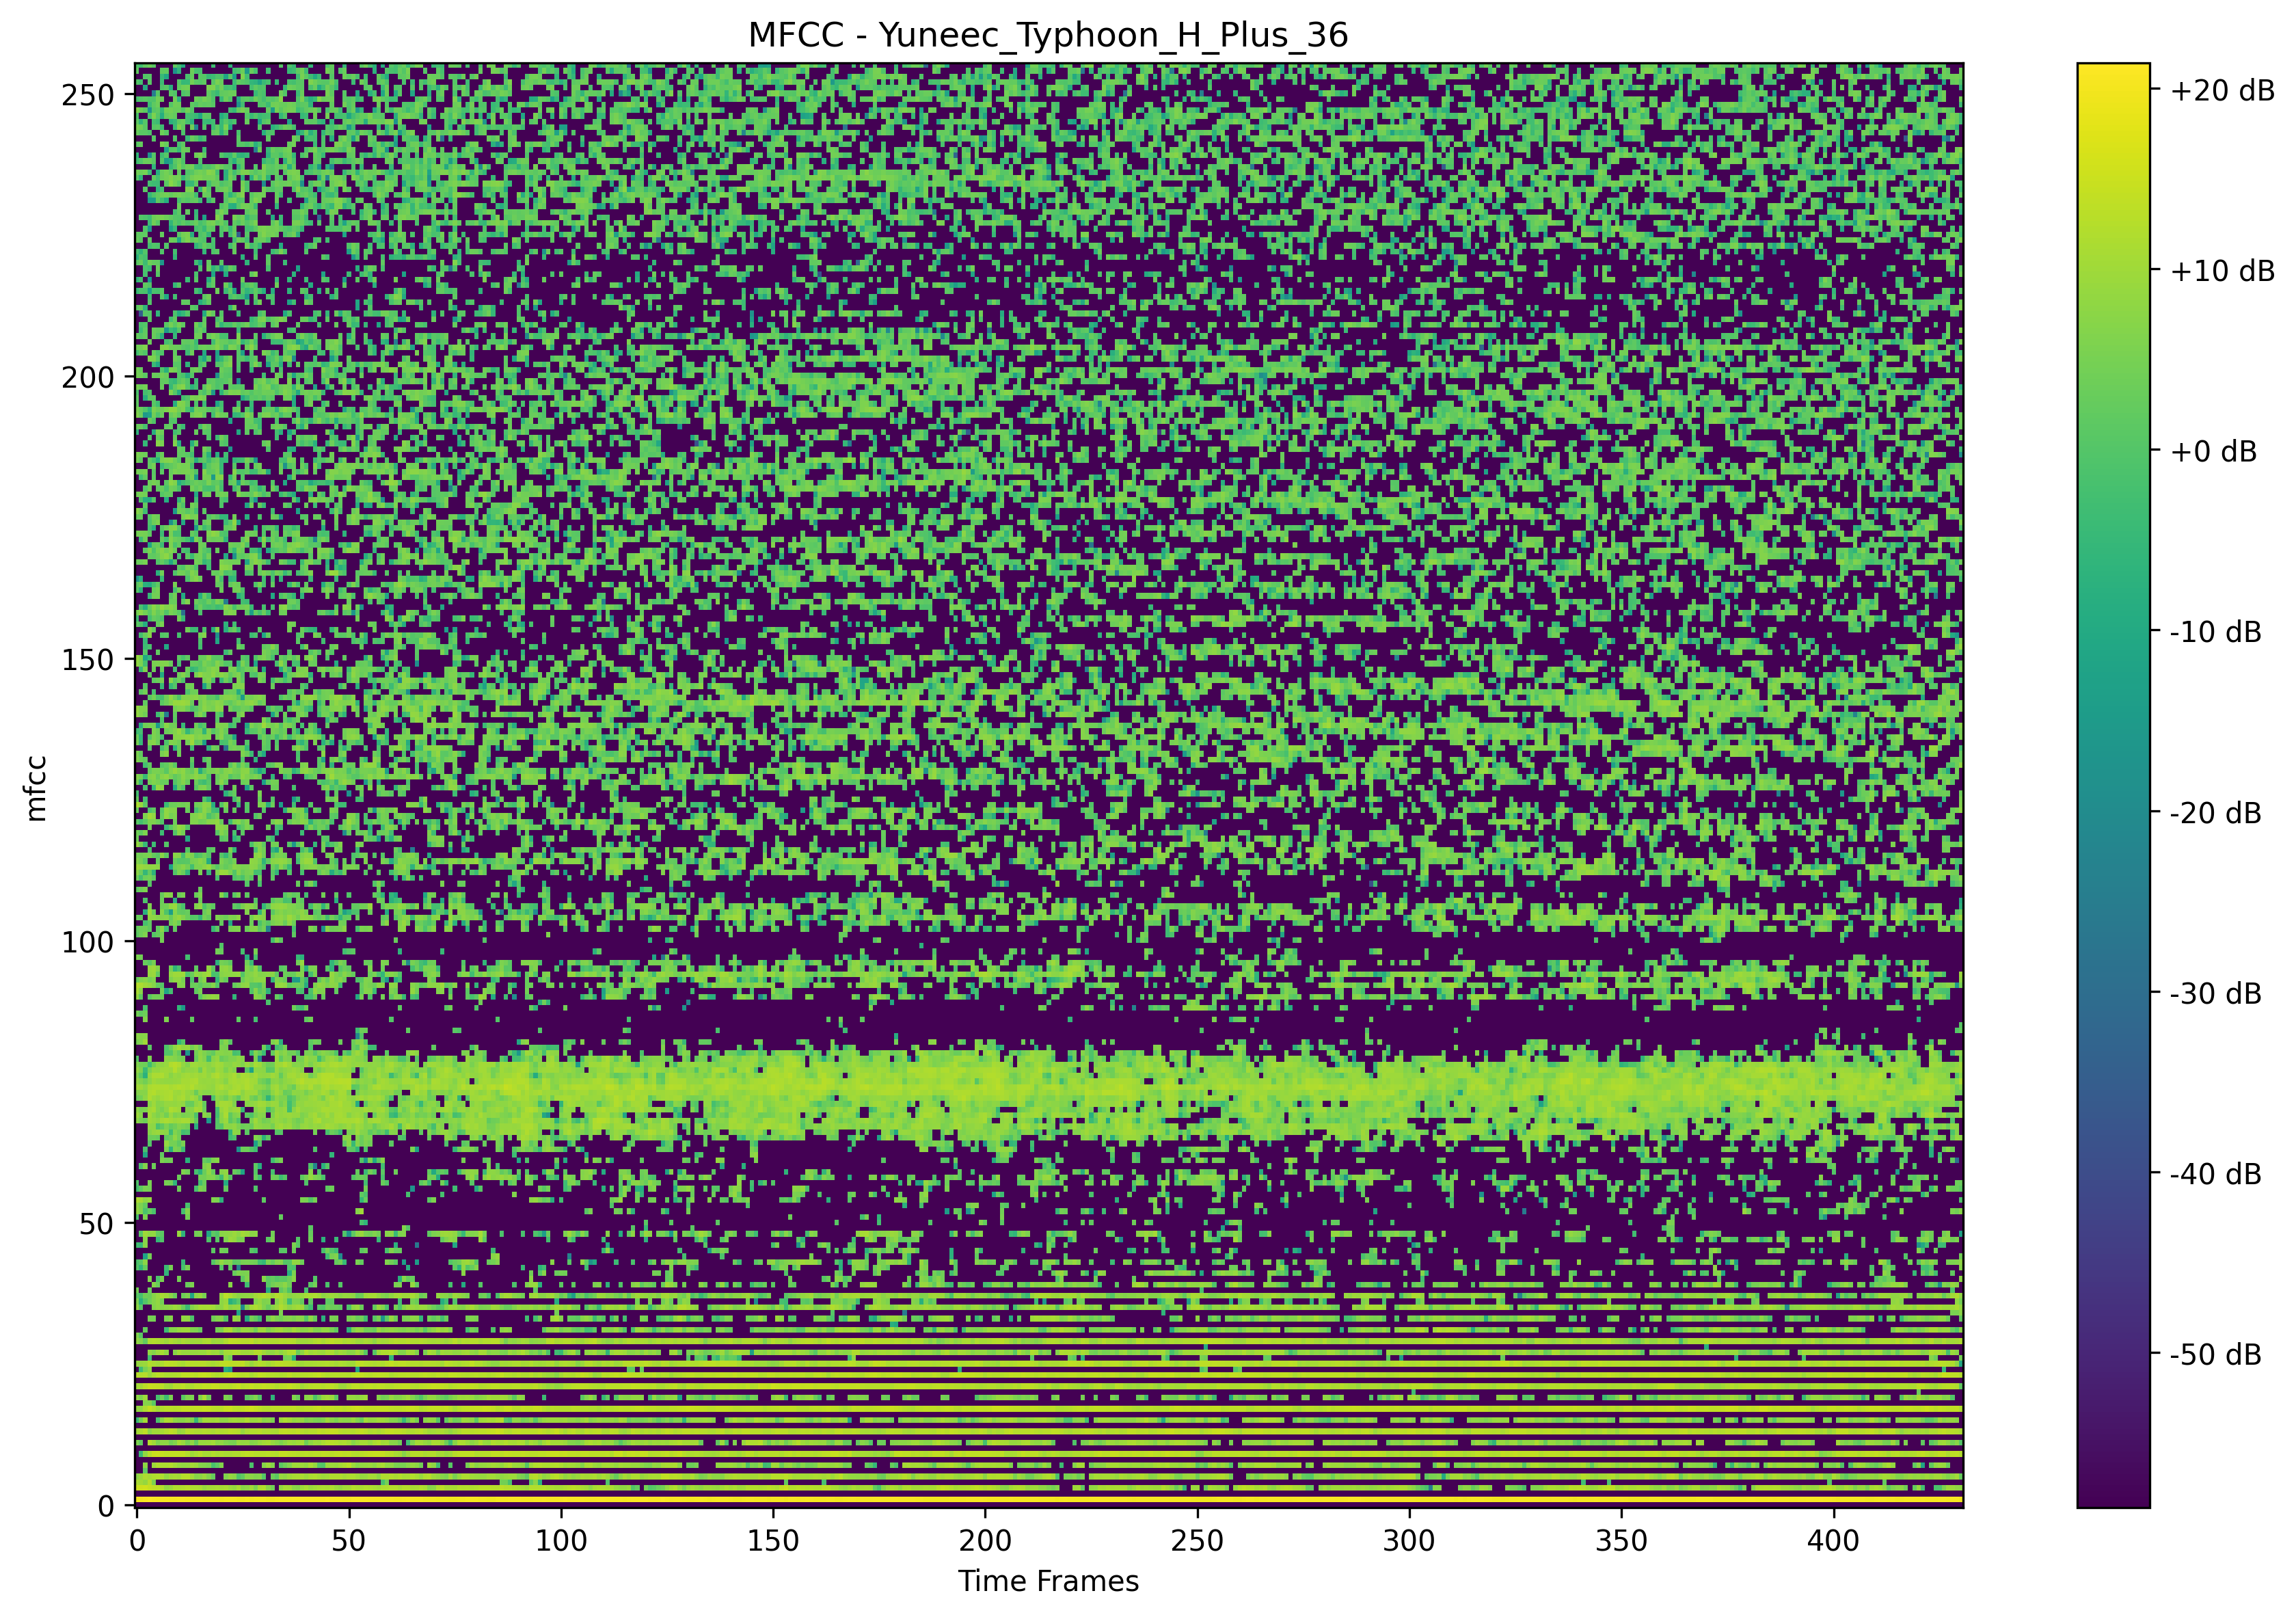 MFCC - Yuneec_Typhoon_H_Plus_36
mfcc
250
200
150
100
50
0
0 50 100 150 200 250 300 350 400
Time Frames
+20 dB
+10 dB
+0 dB
-10 dB
-20 dB
-30 dB
-40 dB
-50 dB